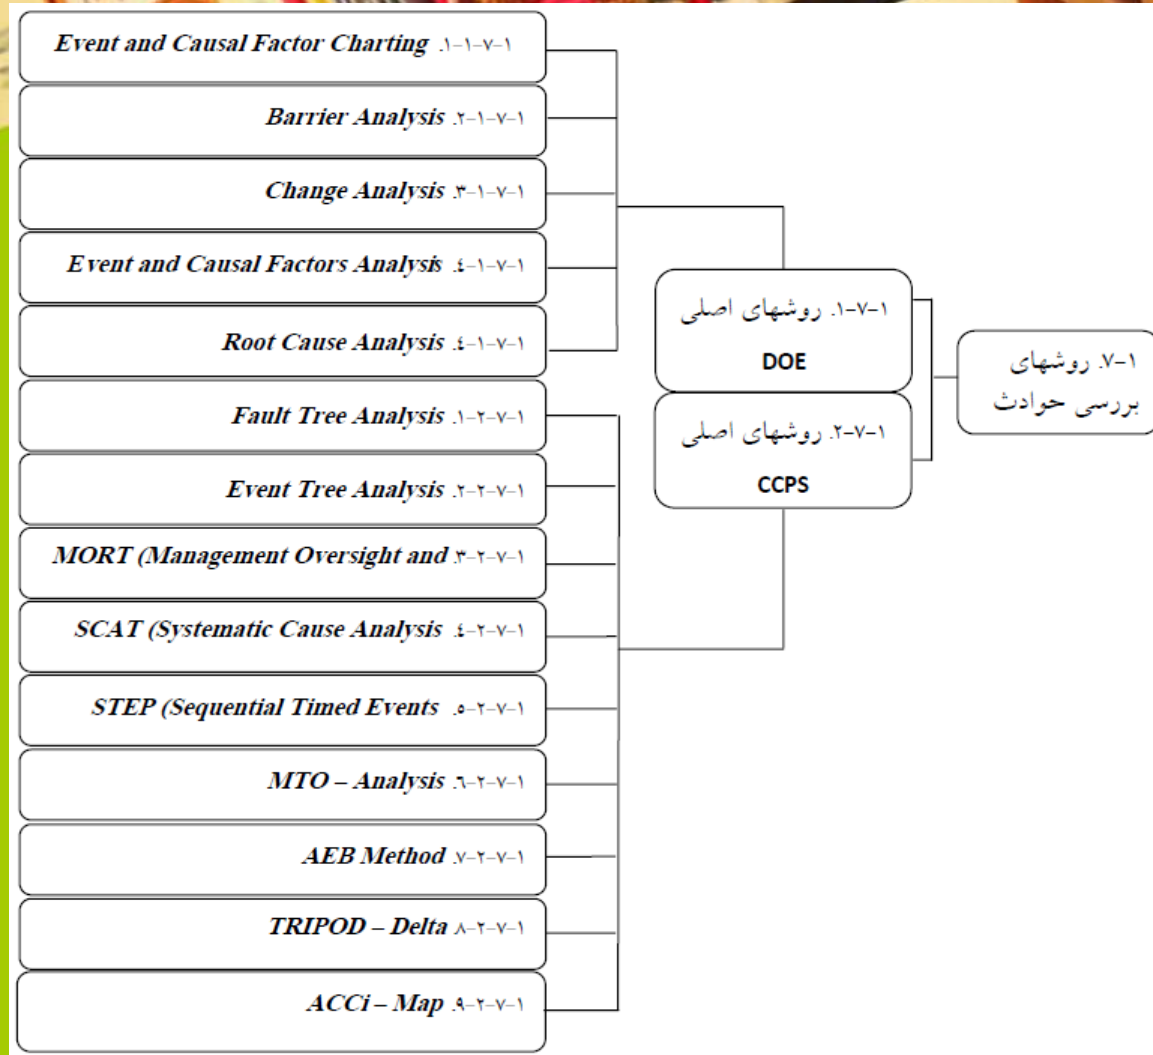 ۱-۷. روشهای
بررسی حوادث
۱-۷-۱. روشهای اصلی
DOE
۱-۷-۲. روشهای اصلی
CCPS
Event and Causal Factor Charting .۱-۱-۷-۱
Barrier Analysis .۲-۱-۷-۱
Change Analysis .۳-۱-۷-۱
Event and Causal Factors Analysis .٤-۱-۷-۱
Root Cause Analysis .٤-۱-۷-۱
Fault Tree Analysis .۱-۲-۷-۱
Event Tree Analysis .۲-۲-۷-۱
MORT (Management Oversight and .۳-۲-۷-۱
SCAT (Systematic Cause Analysis .٤-۲-۷-۱
STEP (Sequential Timed Events .٥-۲-۷-۱
MTO – Analysis .٦-۲-۷-۱
AEB Method .۷-۲-۷-۱
TRIPOD – Delta .۸-۲-۷-۱
ACCi – Map .۹-۲-۷-۱